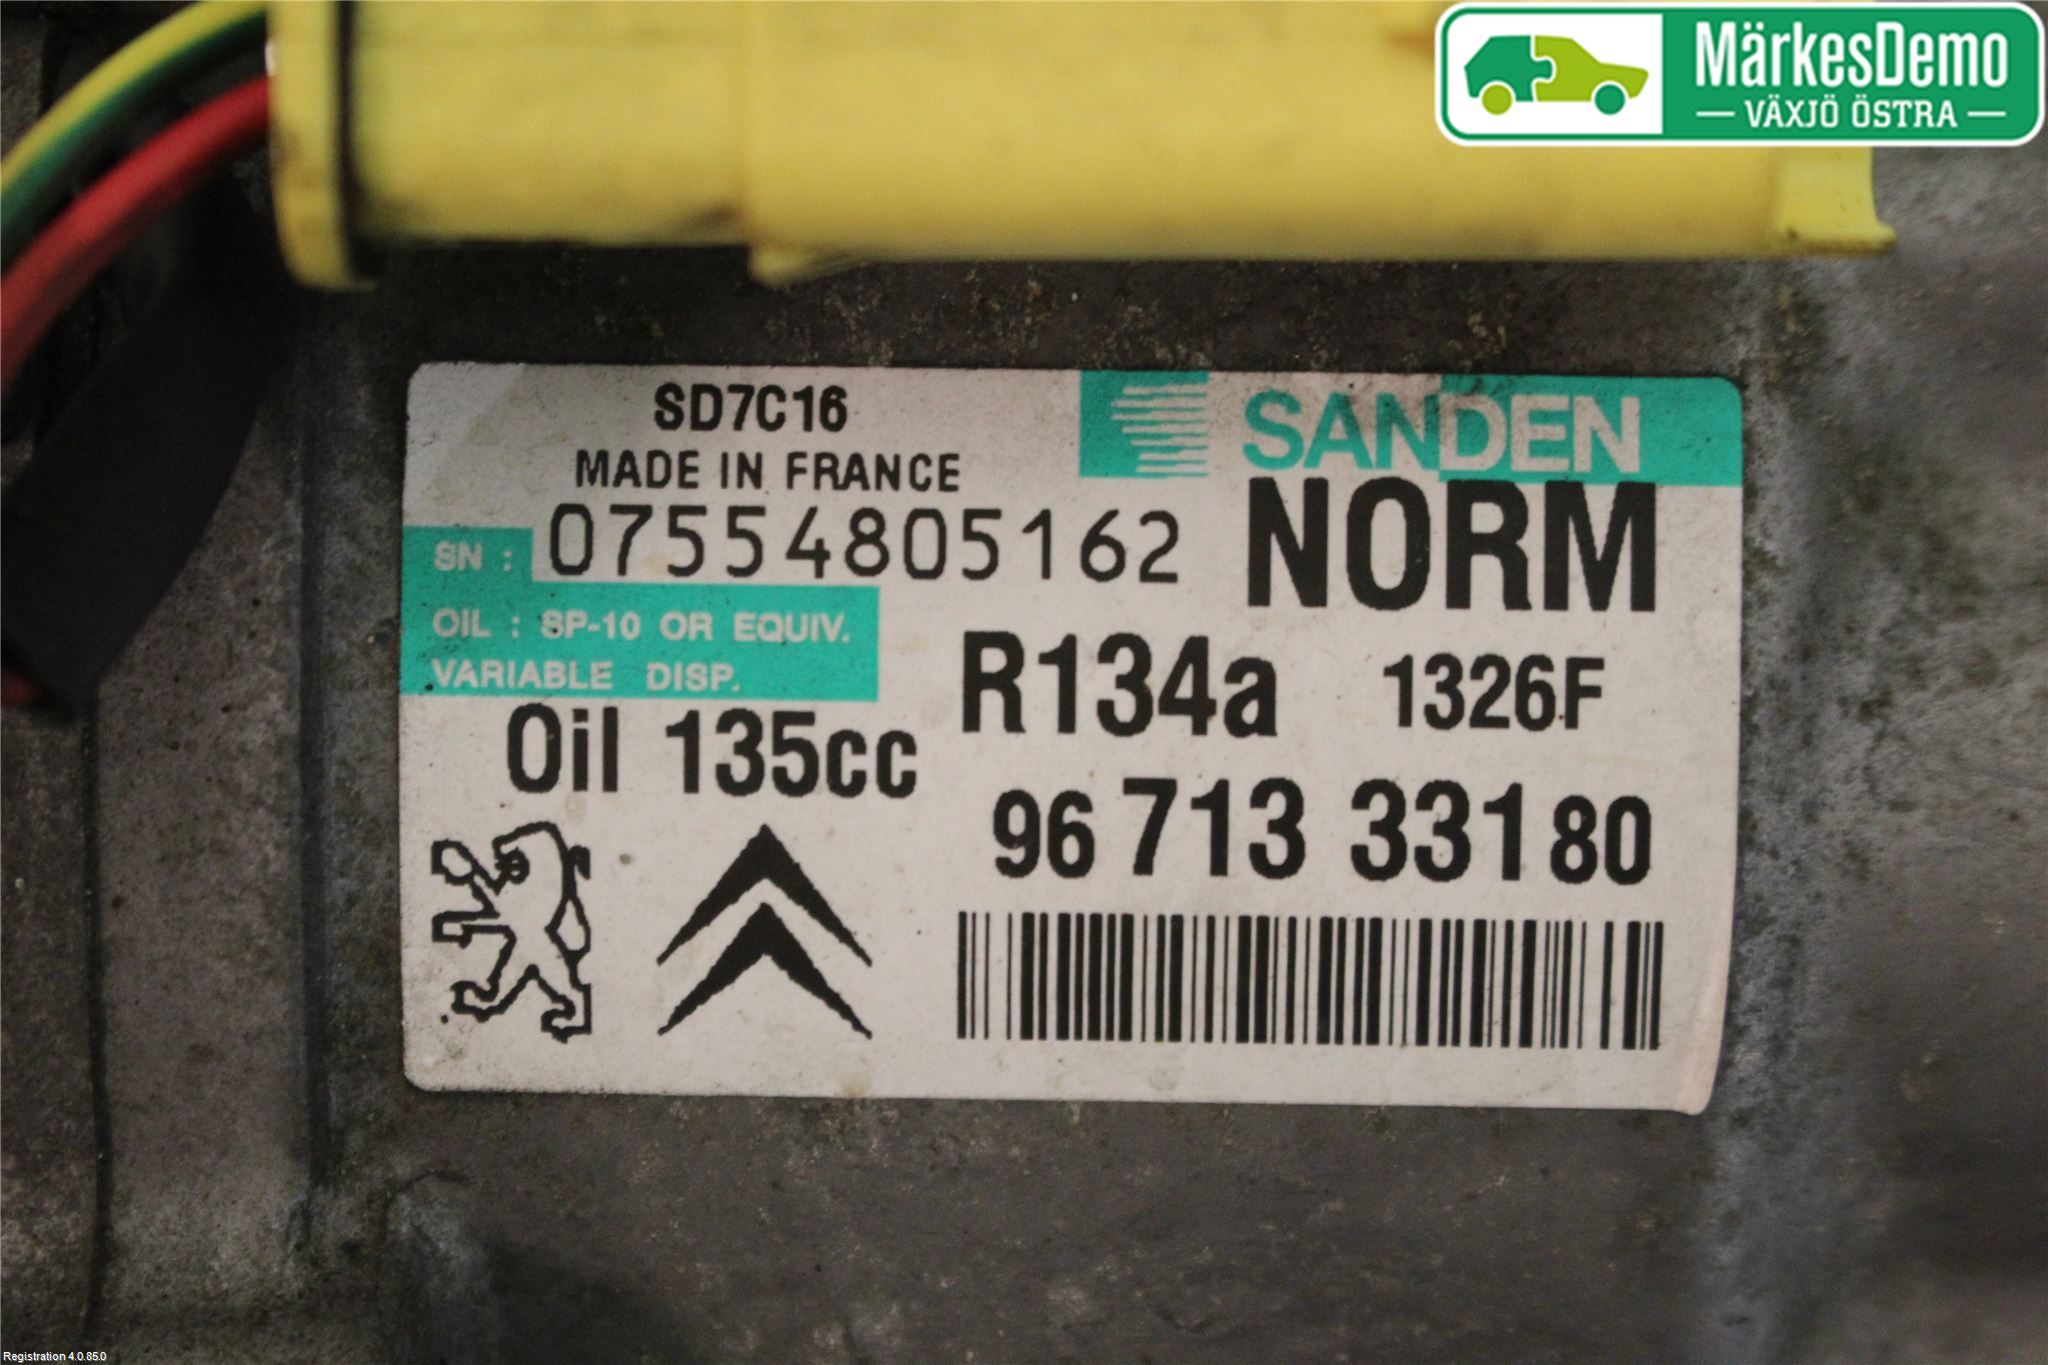 MärkesDemo
VÄXJÖ ÖSTRA
SD7C16
SANDEN
MADE IN FRANCE
NORM
SN : 07554805162
OIL : SP-10 OR EQUIV.
VARIABLE DISP.
R134a 1326F
Oil 135cc
96 713 331 80
Registration 4.0.85.0